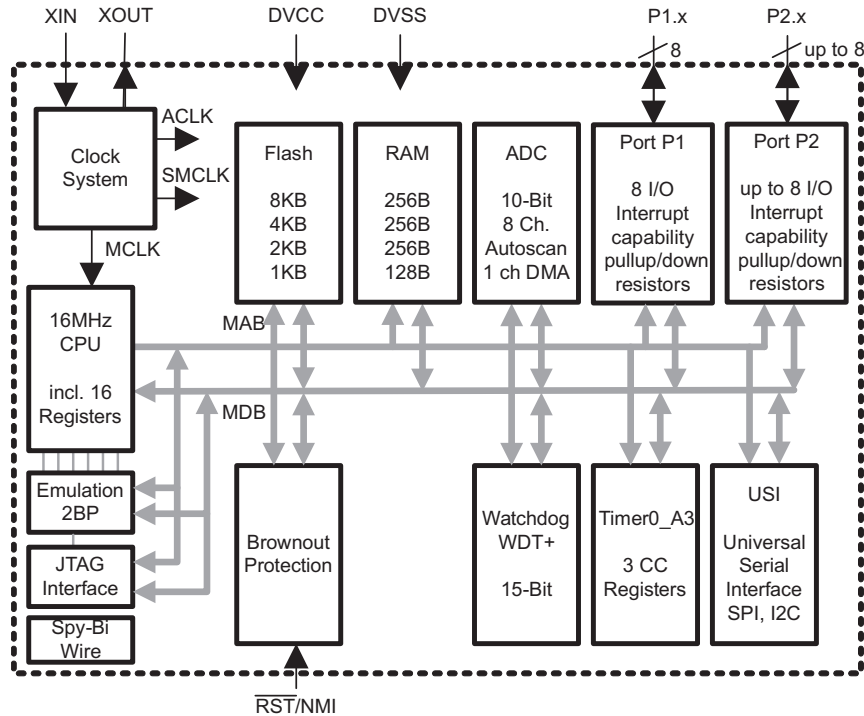 XIN
XOUT
DVCC
DVSS
P1.x
P2.x
8
up to 8
Clock
System
ACLK
SMCLK
MCLK
Flash
8KB
4KB
2KB
1KB
RAM
256B
256B
256B
128B
ADC
10-Bit
8 Ch.
Autoscan
1 ch DMA
Port P1
8 I/O
Interrupt
capability
pullup/down
resistors
Port P2
up to 8 I/O
Interrupt
capability
pullup/down
resistors
16MHz
CPU
incl. 16
Registers
MAB
MDB
Emulation
2BP
JTAG
Interface
Spy-Bi
Wire
Brownout
Protection
Watchdog
WDT+
15-Bit
Timer0_A3
3 CC
Registers
USI
Universal
Serial
Interface
SPI, I2C
RST/NMI